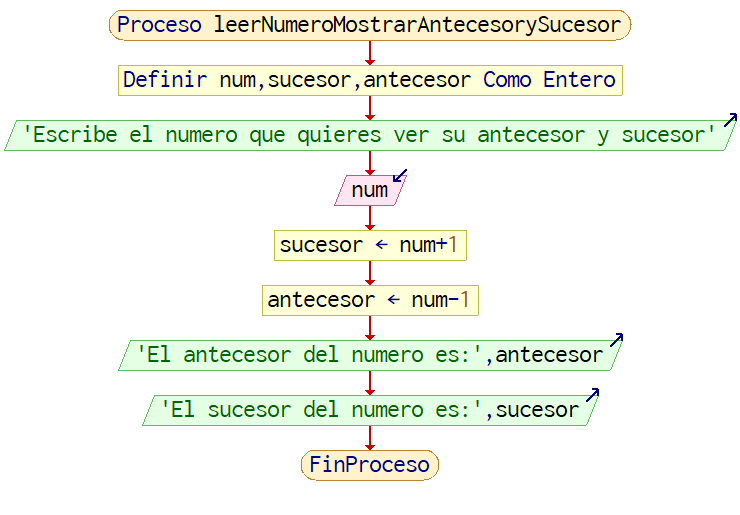 Proceso leerNumeroMostrarAntecesorySucesor
Definir num,sucesor,antecesor Como Entero
'Escribe el numero que quieres ver su antecesor y sucesor'
num
sucesor ← num+1
antecesor ← num-1
'El antecesor del numero es:',antecesor
'El sucesor del numero es:',sucesor
FinProceso